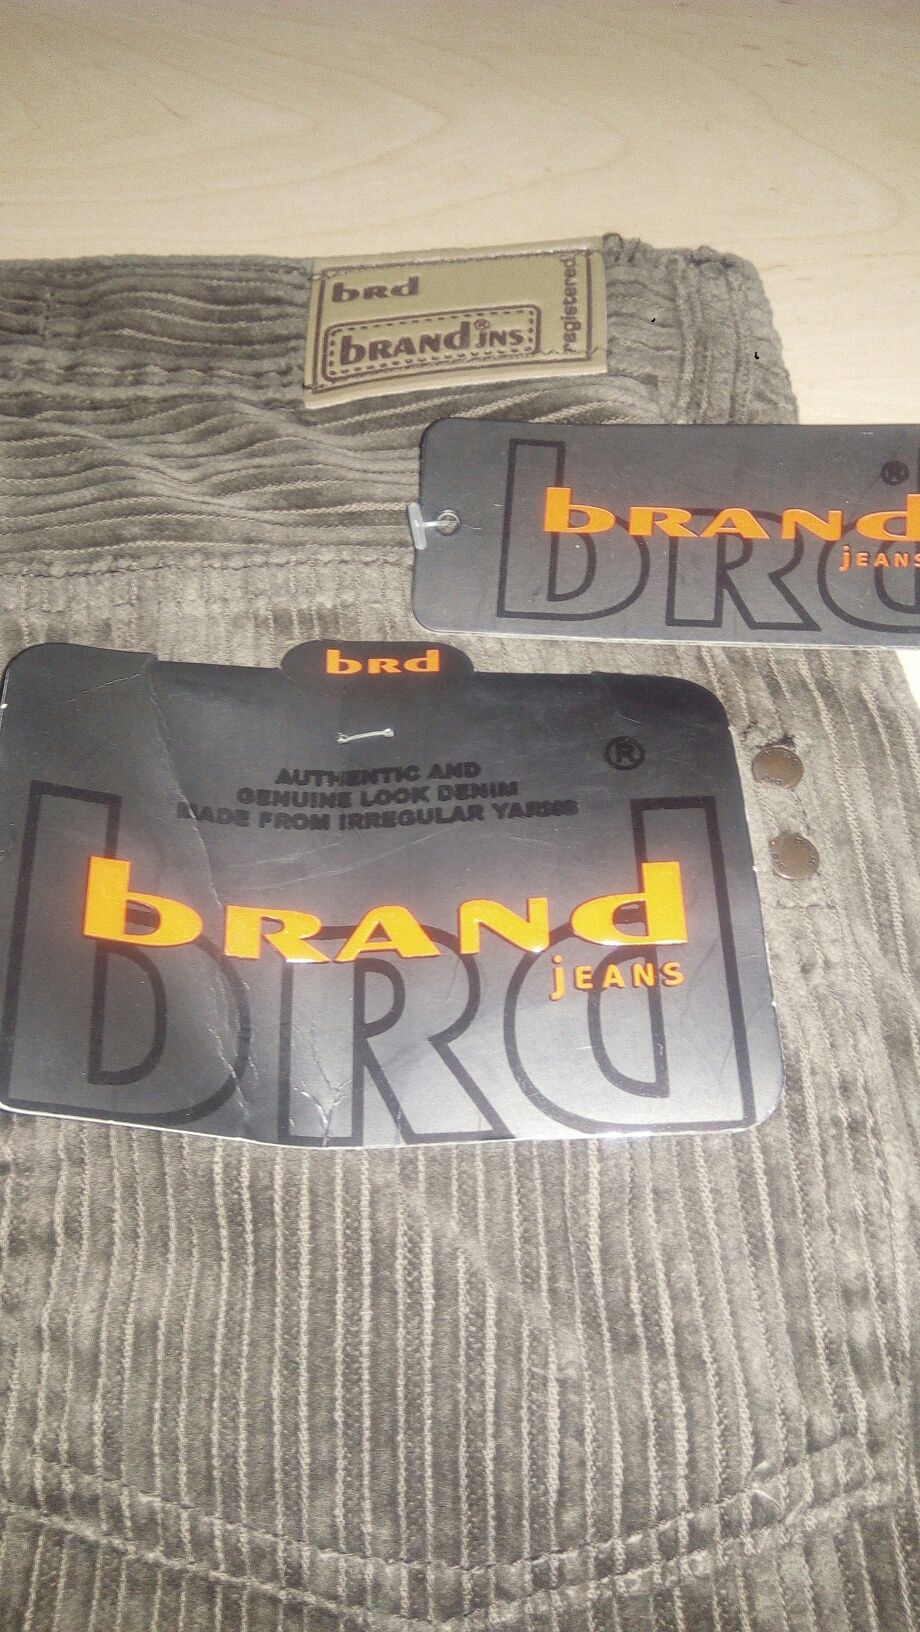 bRd
bRANd® JNS
registered
bRd
®
bRANd
jEANS
bRd
®
AUTHENTIC AND
GENUINE LOOK DENIM
MADE FROM IRREGULAR YARNS
bRANd
jEANS
bRd